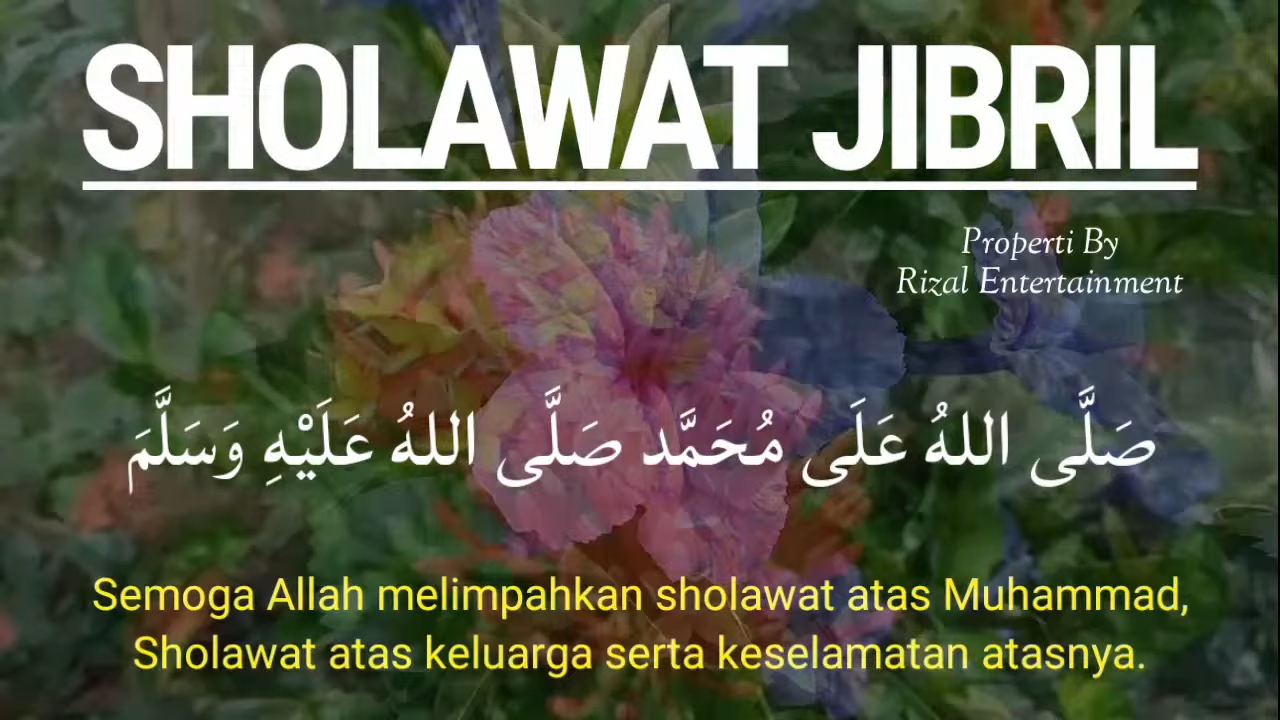 SHOLAWAT JIBRIL
Properti By
Rizal Entertainment
صَلَّى اللهُ عَلَى مُحَمَّد صَلَّى اللهُ عَلَيْهِ وَسَلَّمَ
Semoga Allah melimpahkan sholawat atas Muhammad,
Sholawat atas keluarga serta keselamatan atasnya.